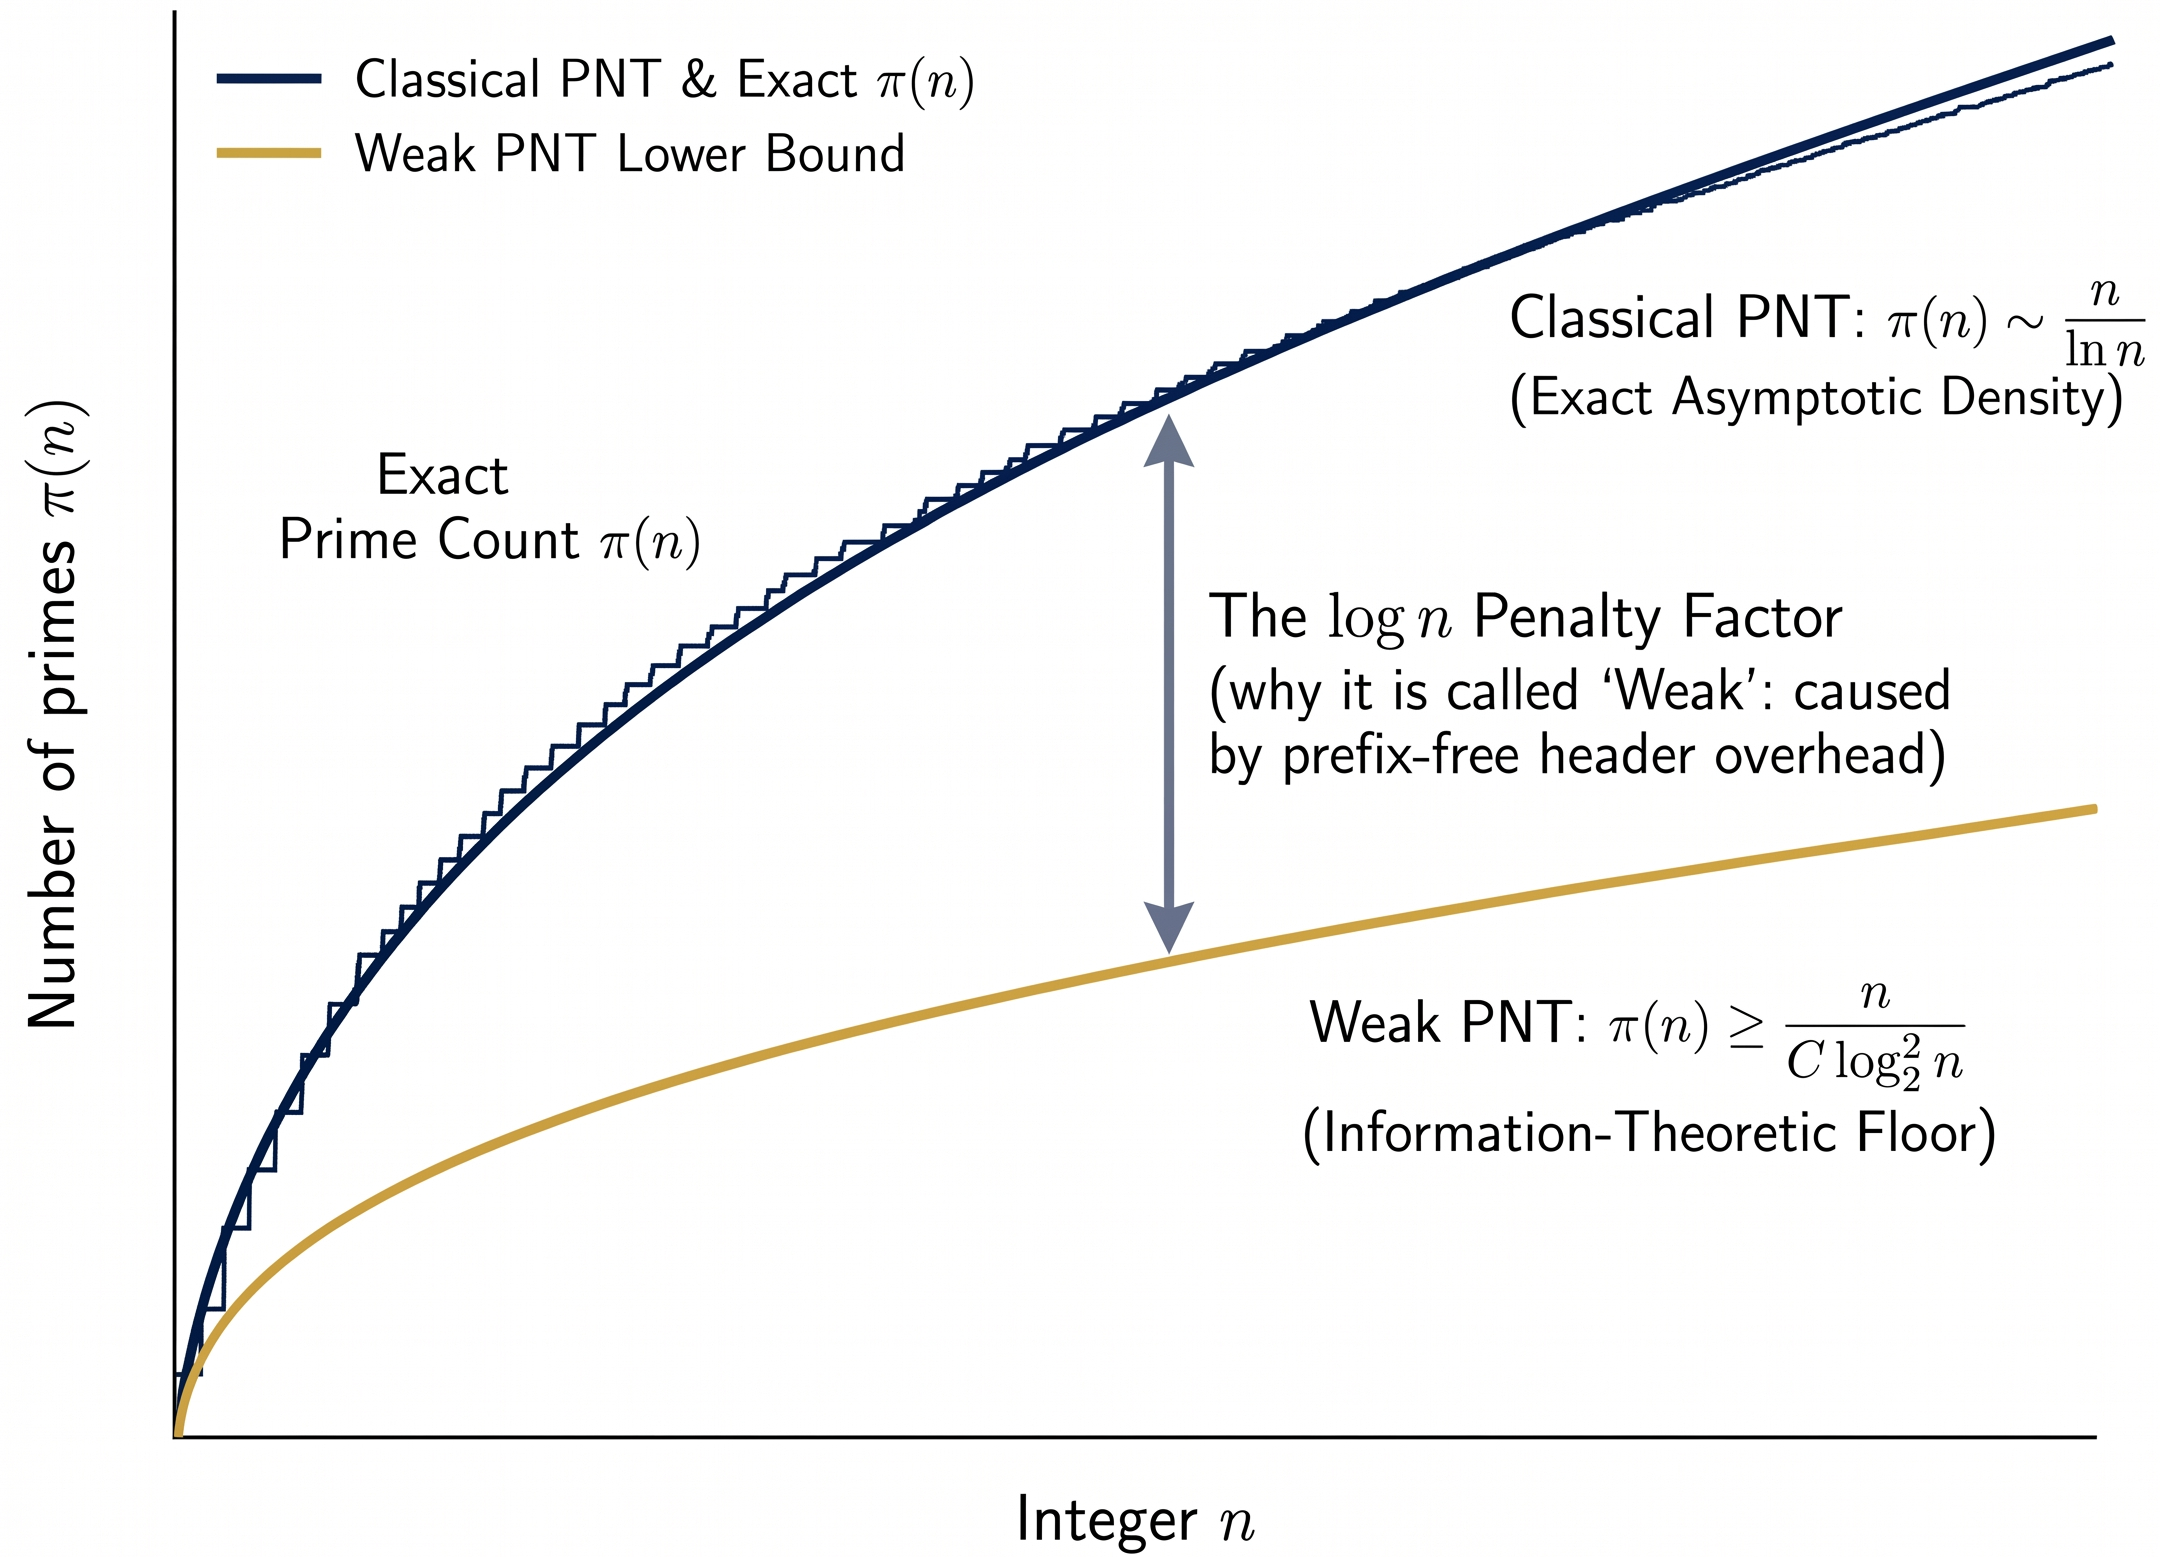 Classical PNT & Exact π(n)
Weak PNT Lower Bound
Classical PNT: π(n) ∼ n/ln n
(Exact Asymptotic Density)
Exact
Prime Count π(n)
The log n Penalty Factor
(why it is called ‘Weak’: caused
by prefix-free header overhead)
Weak PNT: π(n) ≥ n/(C log₂² n)
(Information-Theoretic Floor)
Number of primes π(n)
Integer n